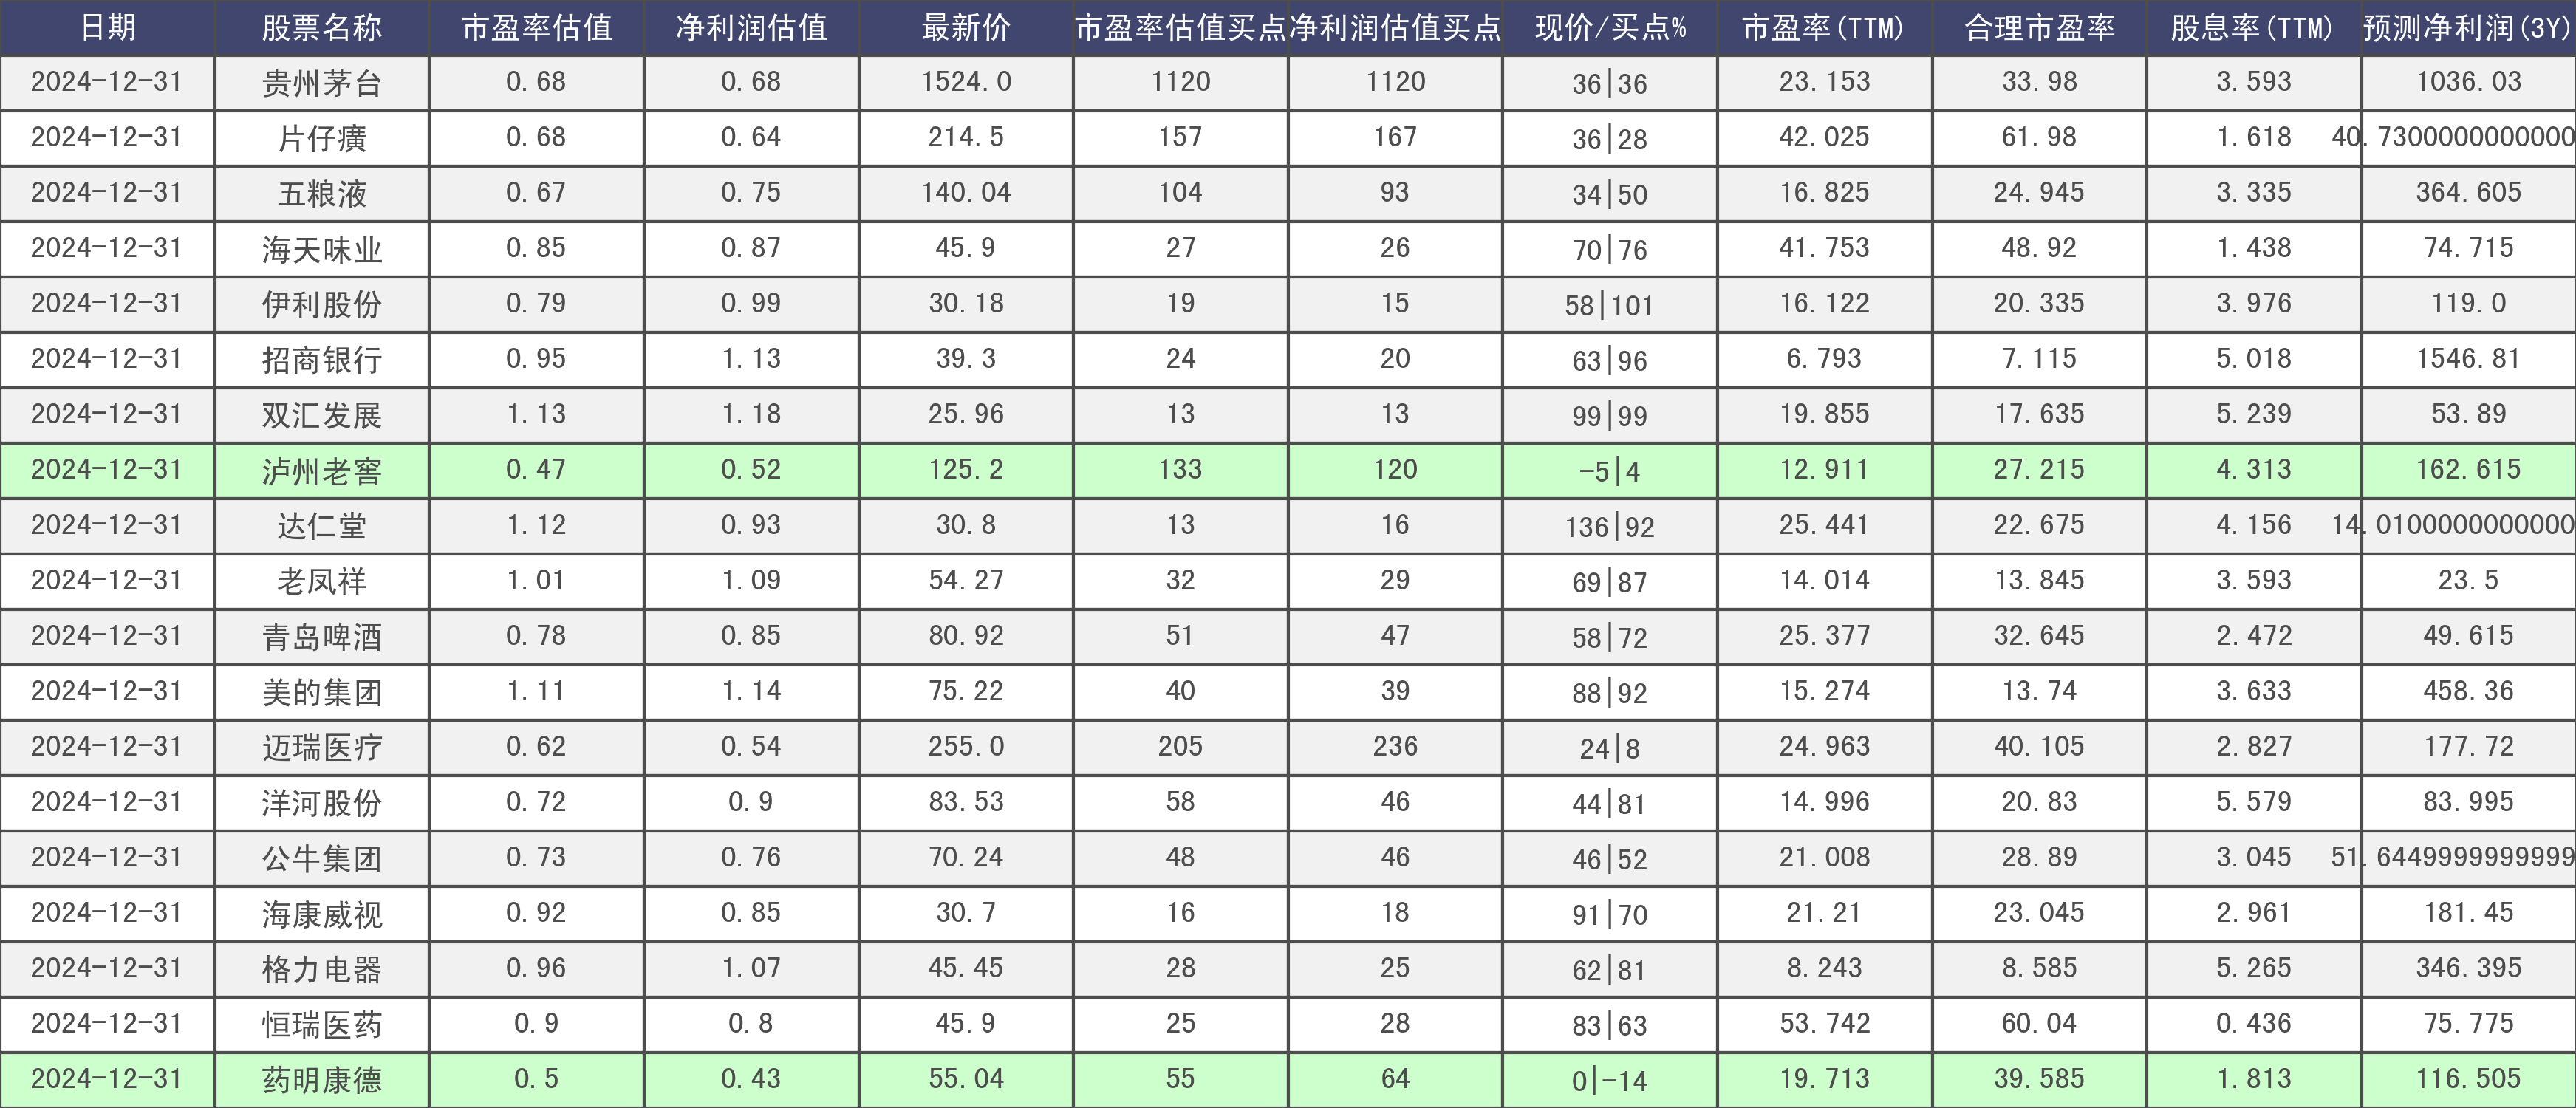 日期 股票名称 市盈率估值 净利润估值 最新价 市盈率估值买点 净利润估值买点 现价/买点% 市盈率(TTM) 合理市盈率 股息率(TTM) 预测净利润(3Y)
2024-12-31 贵州茅台 0.68 0.68 1524.0 1120 1120 36|36 23.153 33.98 3.593 1036.03
2024-12-31 片仔癀 0.68 0.64 214.5 157 167 36|28 42.025 61.98 1.618 40.7300000000000
2024-12-31 五粮液 0.67 0.75 140.04 104 93 34|50 16.825 24.945 3.335 364.605
2024-12-31 海天味业 0.85 0.87 45.9 27 26 70|76 41.753 48.92 1.438 74.715
2024-12-31 伊利股份 0.79 0.99 30.18 19 15 58|101 16.122 20.335 3.976 119.0
2024-12-31 招商银行 0.95 1.13 39.3 24 20 63|96 6.793 7.115 5.018 1546.81
2024-12-31 双汇发展 1.13 1.18 25.96 13 13 99|99 19.855 17.635 5.239 53.89
2024-12-31 泸州老窖 0.47 0.52 125.2 133 120 -5|4 12.911 27.215 4.313 162.615
2024-12-31 达仁堂 1.12 0.93 30.8 13 16 136|92 25.441 22.675 4.156 14.0100000000000
2024-12-31 老凤祥 1.01 1.09 54.27 32 29 69|87 14.014 13.845 3.593 23.5
2024-12-31 青岛啤酒 0.78 0.85 80.92 51 47 58|72 25.377 32.645 2.472 49.615
2024-12-31 美的集团 1.11 1.14 75.22 40 39 88|92 15.274 13.74 3.633 458.36
2024-12-31 迈瑞医疗 0.62 0.54 255.0 205 236 24|8 24.963 40.105 2.827 177.72
2024-12-31 洋河股份 0.72 0.9 83.53 58 46 44|81 14.996 20.83 5.579 83.995
2024-12-31 公牛集团 0.73 0.76 70.24 48 46 46|52 21.008 28.89 3.045 51.6449999999999
2024-12-31 海康威视 0.92 0.85 30.7 16 18 91|70 21.21 23.045 2.961 181.45
2024-12-31 格力电器 0.96 1.07 45.45 28 25 62|81 8.243 8.585 5.265 346.395
2024-12-31 恒瑞医药 0.9 0.8 45.9 25 28 83|63 53.742 60.04 0.436 75.775
2024-12-31 药明康德 0.5 0.43 55.04 55 64 0|-14 19.713 39.585 1.813 116.505